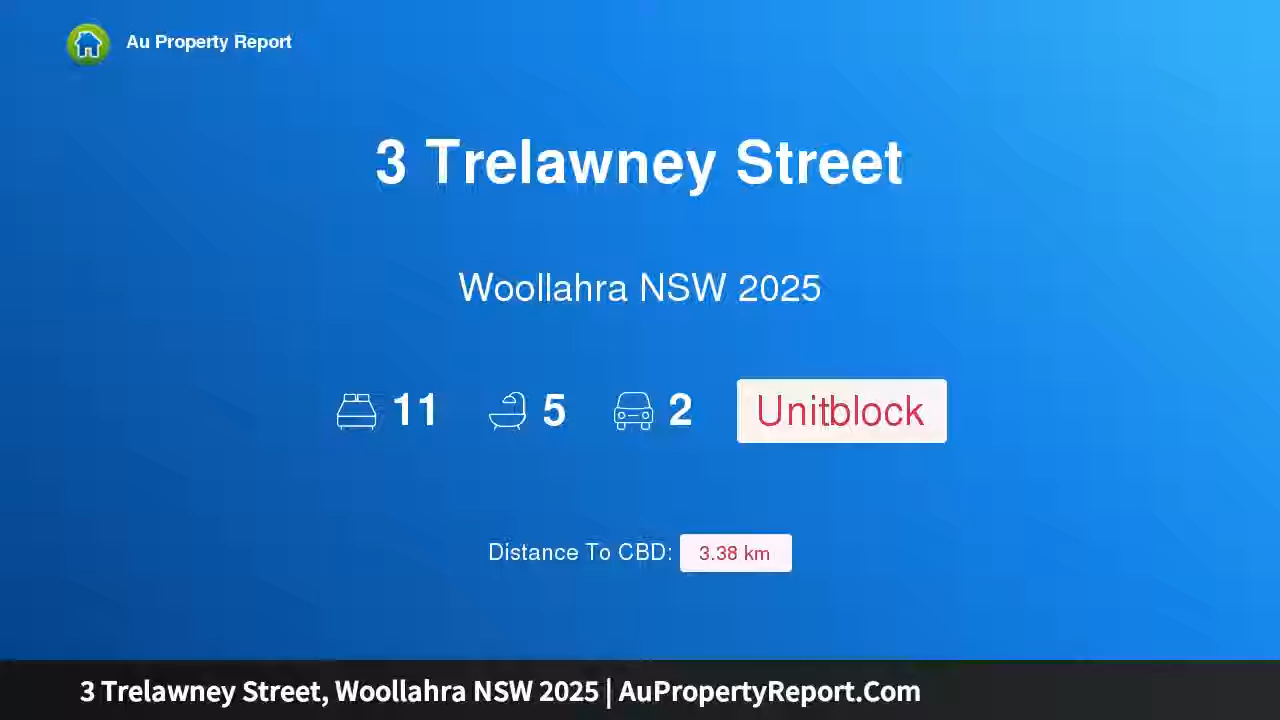 Au Property Report
3 Trelawney Street
Woollahra NSW 2025
11 5 2 Unitblock
Distance To CBD: 3.38 km
3 Trelawney Street, Woollahra NSW 2025 | AuPropertyReport.Com